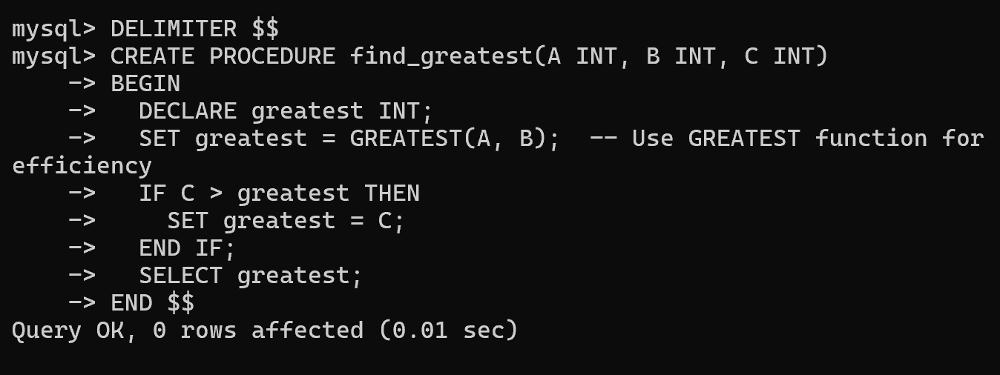 mysql> DELIMITER $$
mysql> CREATE PROCEDURE find_greatest(A INT, B INT, C INT)
    -> BEGIN
    ->   DECLARE greatest INT;
    ->   SET greatest = GREATEST(A, B);  -- Use GREATEST function for
efficiency
    ->   IF C > greatest THEN
    ->     SET greatest = C;
    ->   END IF;
    ->   SELECT greatest;
    -> END $$
Query OK, 0 rows affected (0.01 sec)